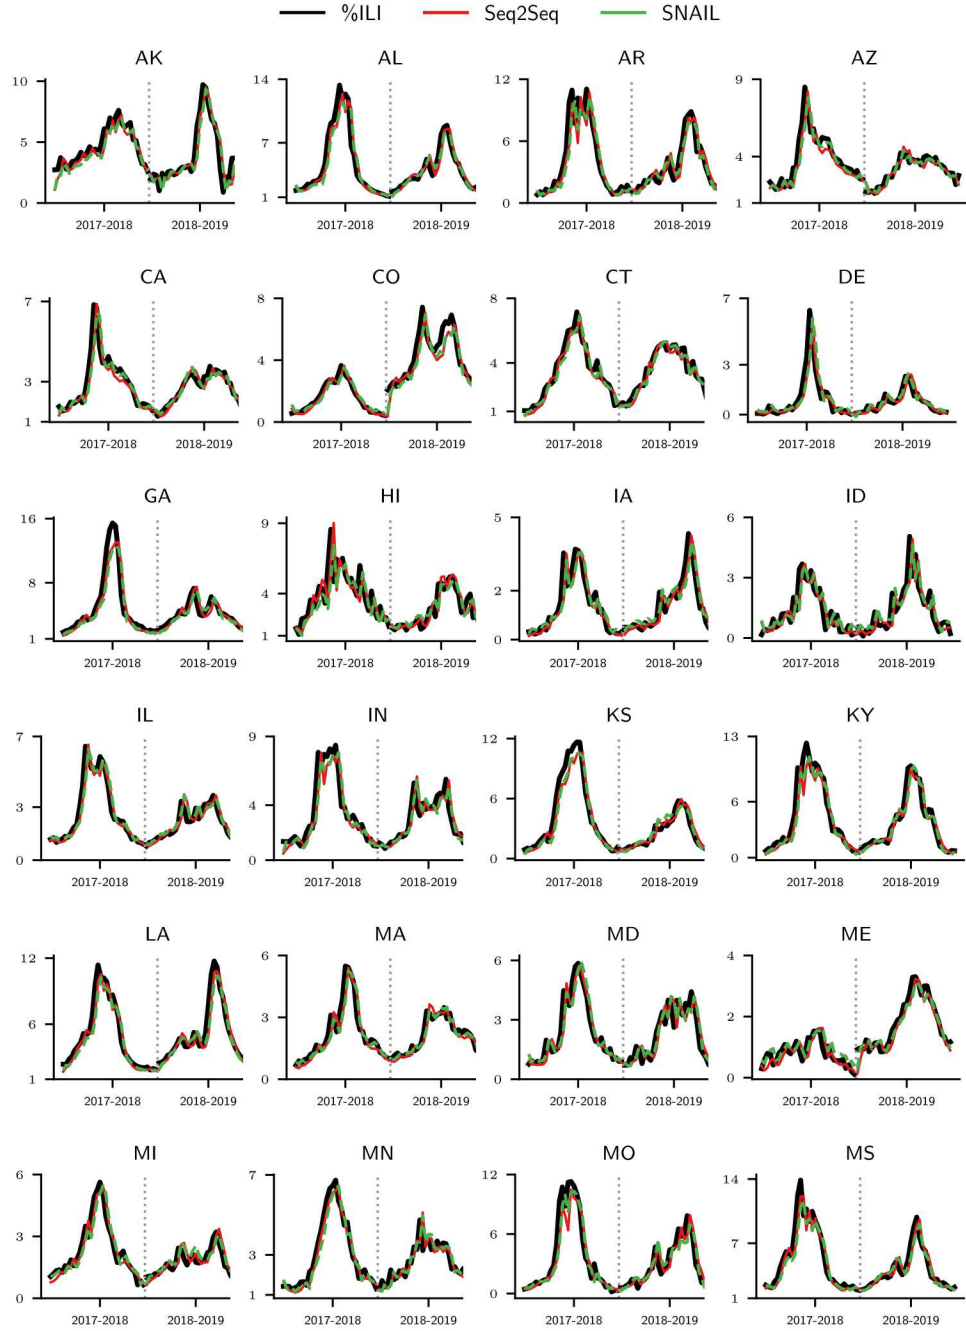 %ILI Seq2Seq SNAIL
AK AL AR AZ
10 14 12 9
5 7 6 4
0 1 0 1
2017-2018 2018-2019 2017-2018 2018-2019 2017-2018 2018-2019 2017-2018 2018-2019
CA CO CT DE
7 8 8 7
3 4 4 3
1 0 1 0
2017-2018 2018-2019 2017-2018 2018-2019 2017-2018 2018-2019 2017-2018 2018-2019
GA HI IA ID
16 9 5 6
8 4 2 3
1 1 0 0
2017-2018 2018-2019 2017-2018 2018-2019 2017-2018 2018-2019 2017-2018 2018-2019
IL IN KS KY
7 9 12 13
3 4 6 6
0 0 0 0
2017-2018 2018-2019 2017-2018 2018-2019 2017-2018 2018-2019 2017-2018 2018-2019
LA MA MD ME
12 6 6 4
6 3 3 2
1 0 0 0
2017-2018 2018-2019 2017-2018 2018-2019 2017-2018 2018-2019 2017-2018 2018-2019
MI MN MO MS
6 7 12 14
3 3 6 7
0 1 0 1
2017-2018 2018-2019 2017-2018 2018-2019 2017-2018 2018-2019 2017-2018 2018-2019